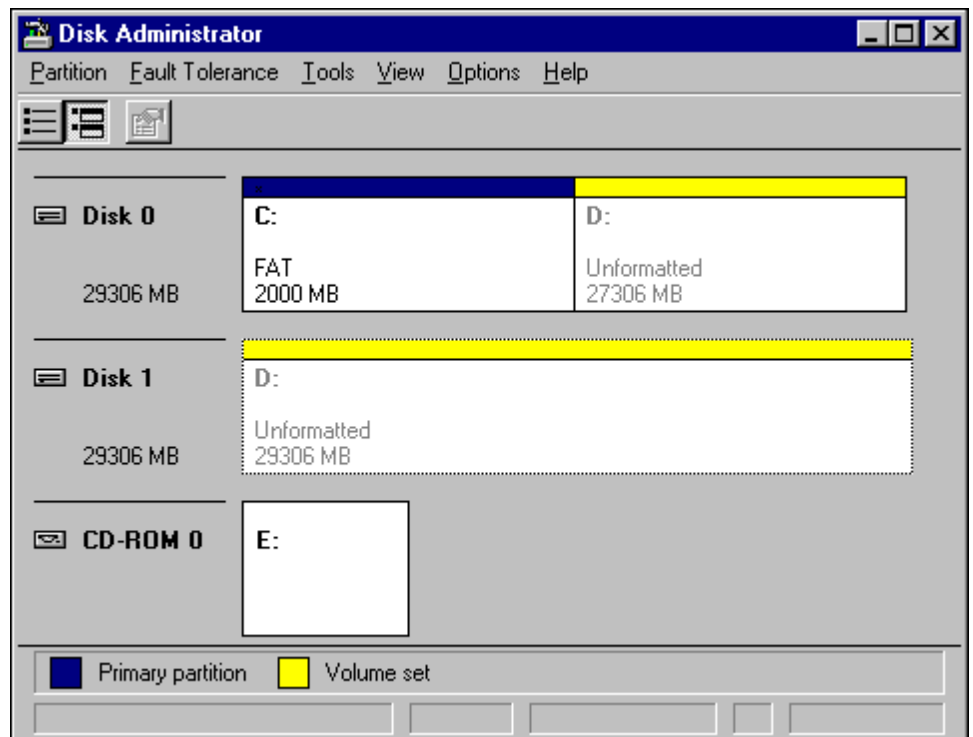 Disk Administrator
Partition Fault Tolerance Tools View Options Help
Disk 0
29306 MB
C:
FAT
2000 MB
D:
Unformatted
27306 MB
Disk 1
29306 MB
D:
Unformatted
29306 MB
CD-ROM 0
E:
Primary partition Volume set